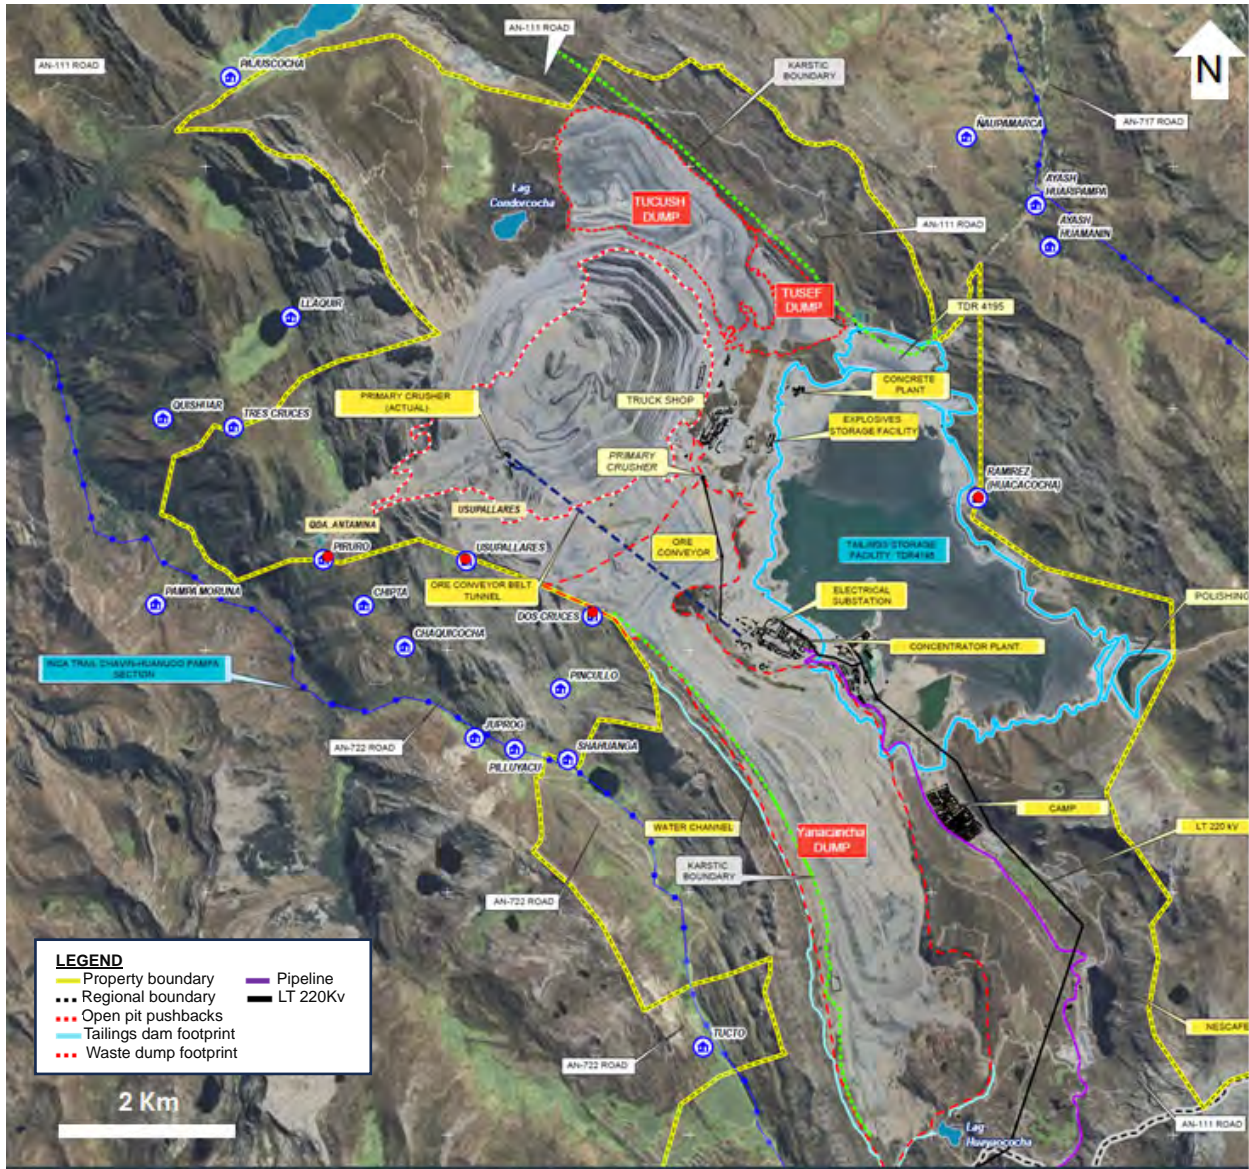 AN-111 ROAD
N
PAJUSCOCHA
AN-111 ROAD
KARSTIC
BOUNDARY
AN-717 ROAD
ÑAUPAMARCA
AYASH
HUARIPAMPA
Lag.
Condorcocha
TUCUSH
DUMP
AN-111 ROAD
AYASH
HUAMANIN
TUSEF
DUMP
TDR 4195
LLAQUIR
PRIMARY CRUSHER
(ACTUAL)
TRUCK SHOP
CONCRETE
PLANT
QUISHUAR
TRES CRUCES
EXPLOSIVES
STORAGE FACILITY
PRIMARY
CRUSHER
RAMIREZ
(HUACACOCHA)
USUPALLARES
QDA. ANTAMINA
PIRURO
USUPALLARES
ORE
CONVEYOR
TAILINGS STORAGE
FACILITY, TDR4195
ORE CONVEYOR BELT
TUNNEL
ELECTRICAL
SUBSTATION
POLISHING
PAMPA MORUNA
CHIPTA
DOS CRUCES
CHAQUICOCHA
CONCENTRATOR PLANT.
INCA TRAIL CHAVIN-HUANUCO PAMPA
SECTION
PINCULLO
JUPROG
AN-722 ROAD
PILLUYACU
SHAHUANGA
CAMP
WATER CHANNEL
Yanacancha
DUMP
LT 220 kV
KARSTIC
BOUNDARY
AN-722 ROAD
LEGEND
Property boundary
Pipeline
Regional boundary
LT 220Kv
Open pit pushbacks
Tailings dam footprint
Waste dump footprint
NESCAFE
TUCTO
AN-722 ROAD
2 Km
Lag.
Huayaococha
AN-111 ROAD